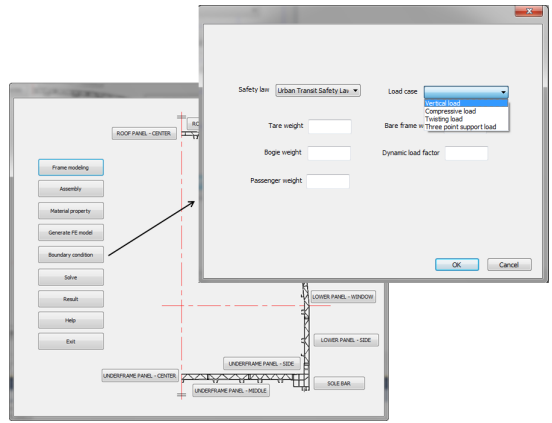 Safety law
Urban Transit Safety Lav
Load case
Vertical load
Compressive load
Twisting load
Three point support load
Tare weight
Bare frame w
Bogie weight
Dynamic load factor
Passenger weight
OK
Cancel
ROOF PANEL - CENTER
RO
Frame modeling
Assembly
Material property
Generate FE model
Boundary condition
Solve
Result
Help
Exit
LOWER PANEL - WINDOW
LOWER PANEL - SIDE
UNDERFRAME PANEL - SIDE
UNDERFRAME PANEL - CENTER
UNDERFRAME PANEL - MIDDLE
SOLE BAR